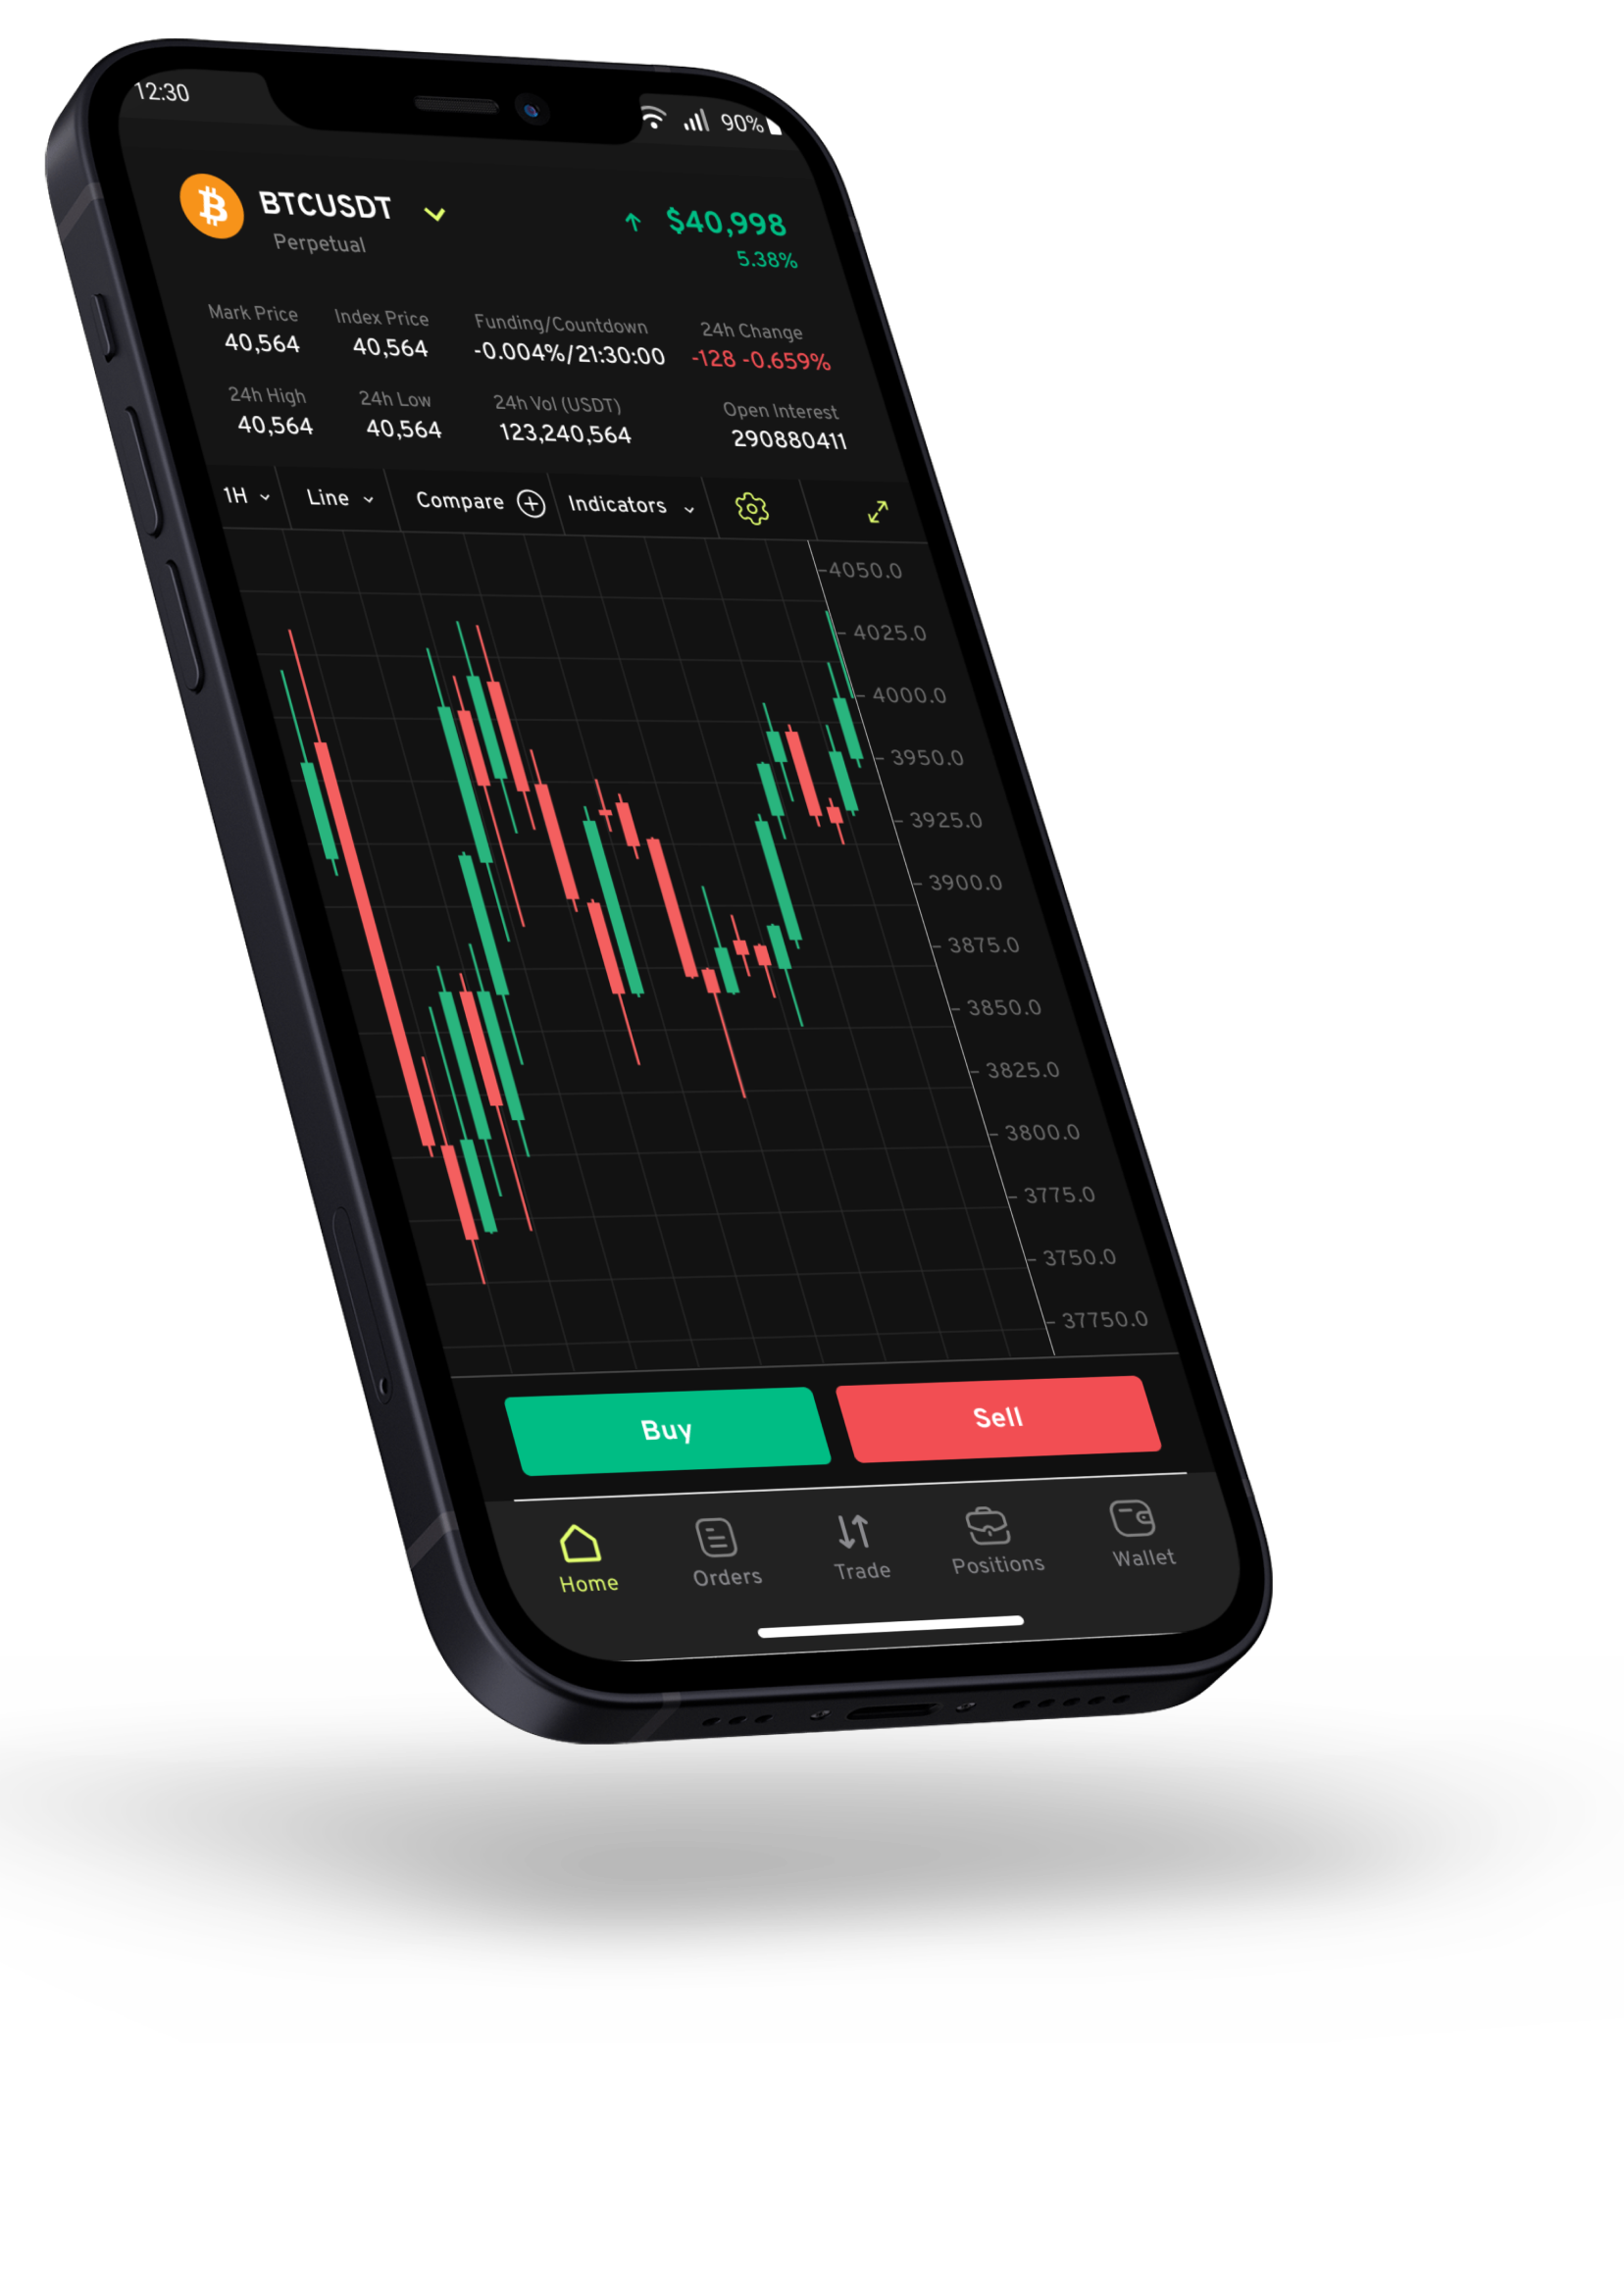 12:30
90%
BTCUSDT
$40,998
Perpetual
5.38%
Mark Price Index Price Funding/Countdown 24h Change
40,564 40,564 -0.004%/21:30:00 -128 -0.659%
24h High 24h Low 24h Vol (USDT) Open Interest
40,564 40,564 123,240,564 290880411
1H Line Compare Indicators
4050.0
4025.0
4000.0
3950.0
3925.0
3900.0
3875.0
3850.0
3825.0
3800.0
3775.0
3750.0
37750.0
Buy Sell
Home Orders Trade Positions Wallet